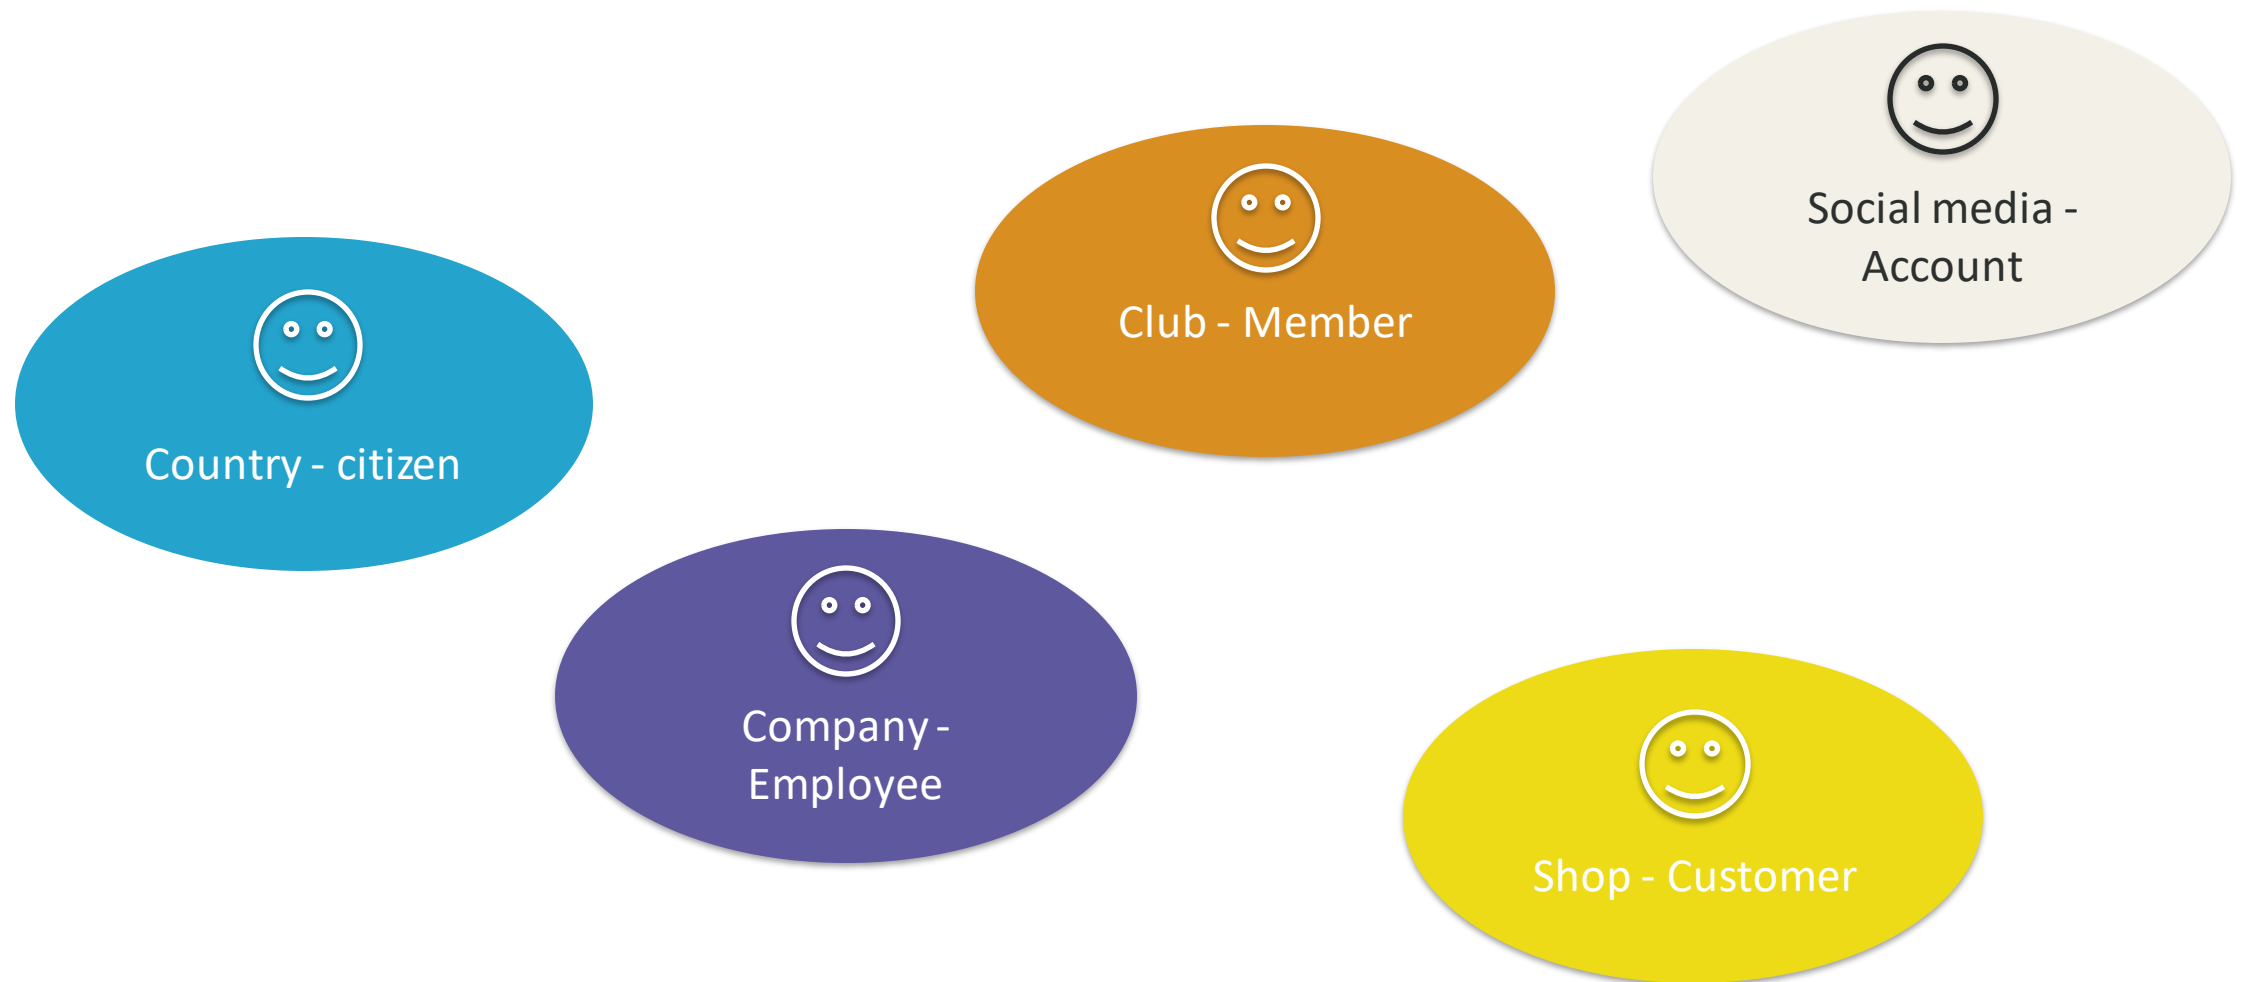 Social media -
Account
Club - Member
Country - citizen
Company -
Employee
Shop - Customer